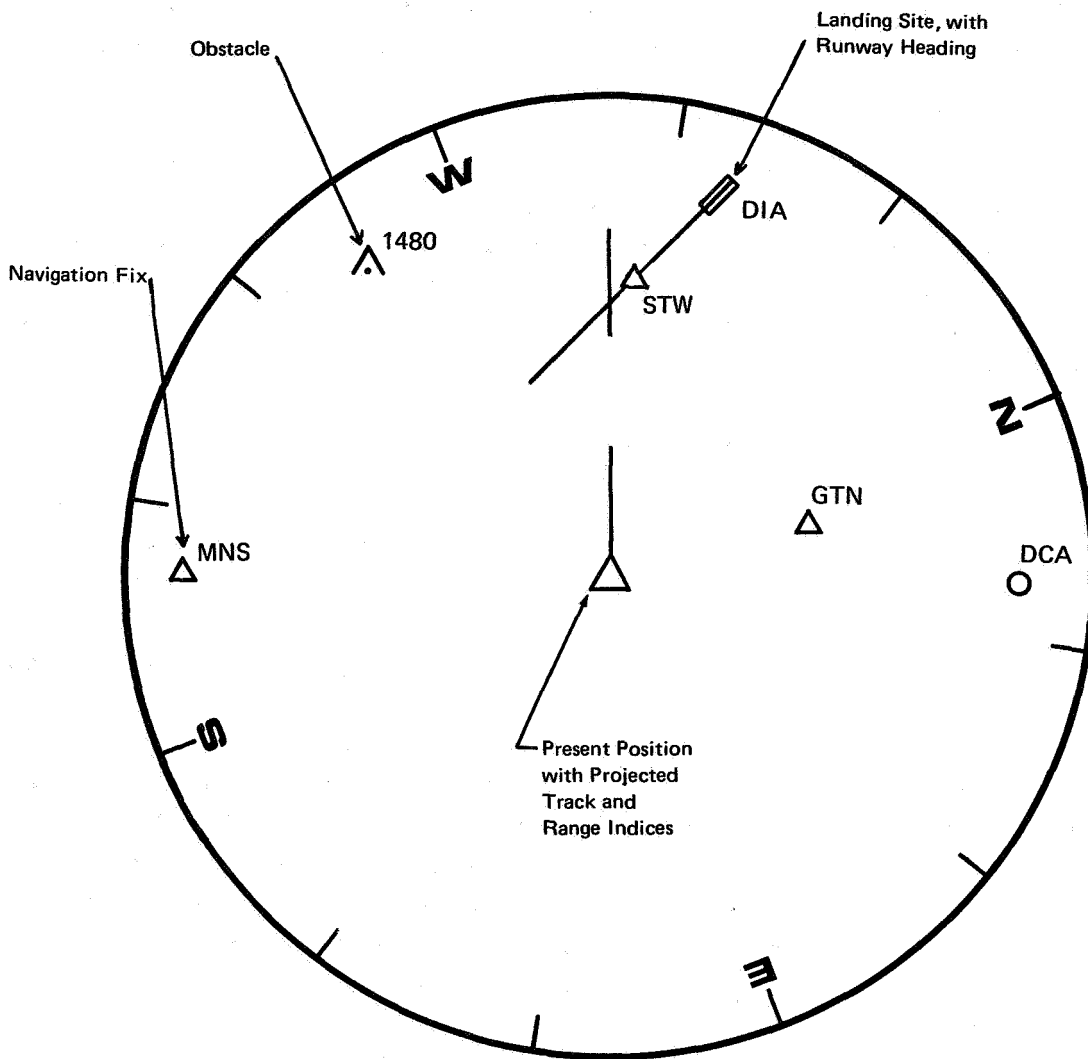 Landing Site, with
Runway Heading
Obstacle
W
DIA
1480
Navigation Fix
STW
N
GTN
MNS
DCA
S
Present Position
with Projected
Track and
Range Indices
E